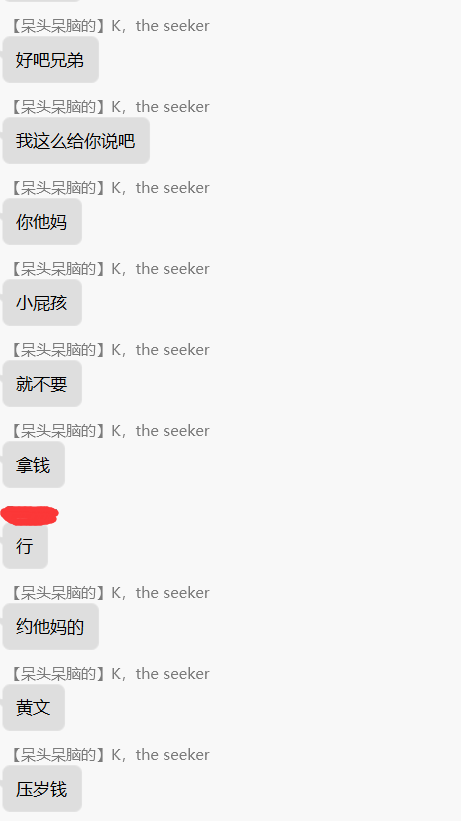 【呆头呆脑的】K，the seeker
好吧兄弟
【呆头呆脑的】K，the seeker
我这么给你说吧
【呆头呆脑的】K，the seeker
你他妈
【呆头呆脑的】K，the seeker
小屁孩
【呆头呆脑的】K，the seeker
就不要
【呆头呆脑的】K，the seeker
拿钱
行
【呆头呆脑的】K，the seeker
约他妈的
【呆头呆脑的】K，the seeker
黄文
【呆头呆脑的】K，the seeker
压岁钱